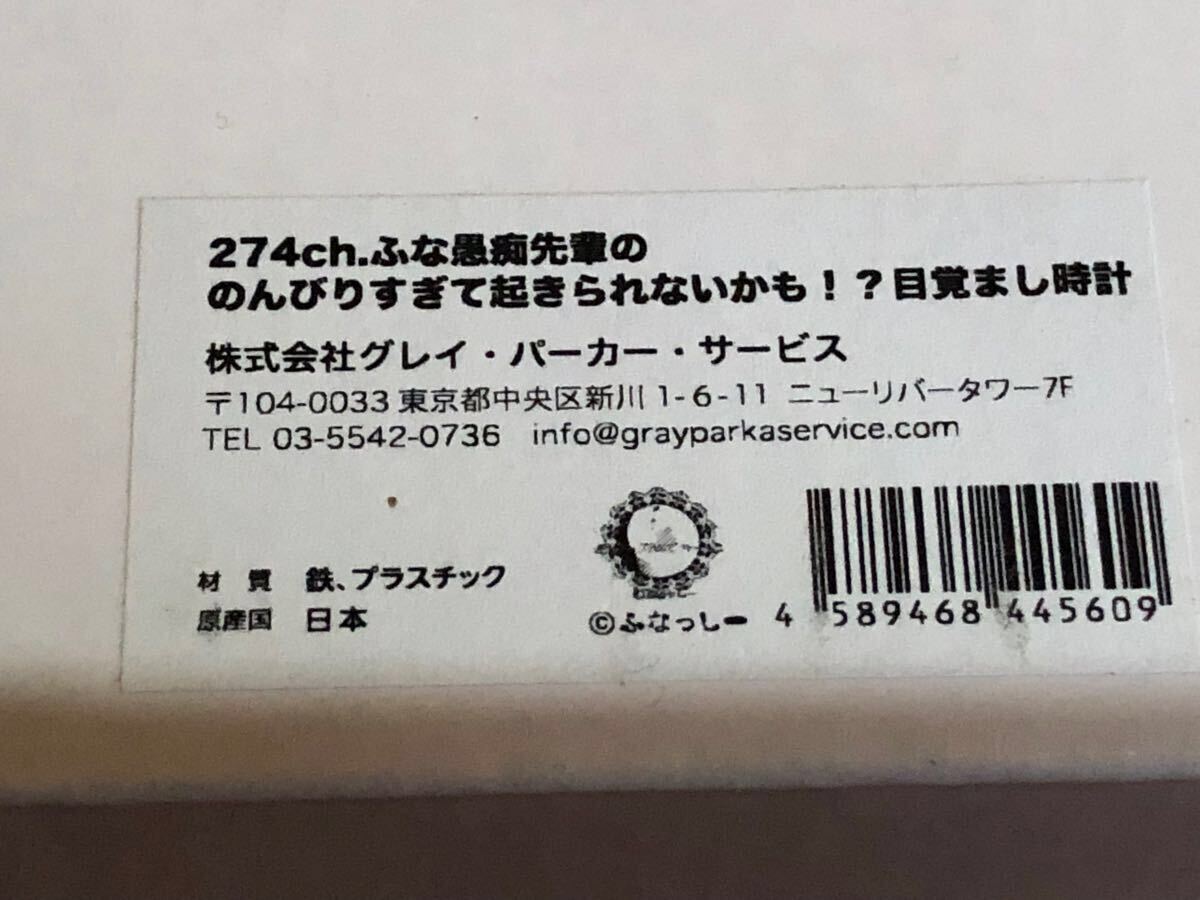 274ch.ふな愚痴先輩の
のんびりすぎて起きられないかも！？目覚まし時計
株式会社グレイ・パーカー・サービス
〒104-0033 東京都中央区新川 1-6-11 ニューリバータワー7F
TEL 03-5542-0736 info@grayparkaservice.com
材 質 鉄、プラスチック
原産国 日本
©ふなっしー
4 589468 445609